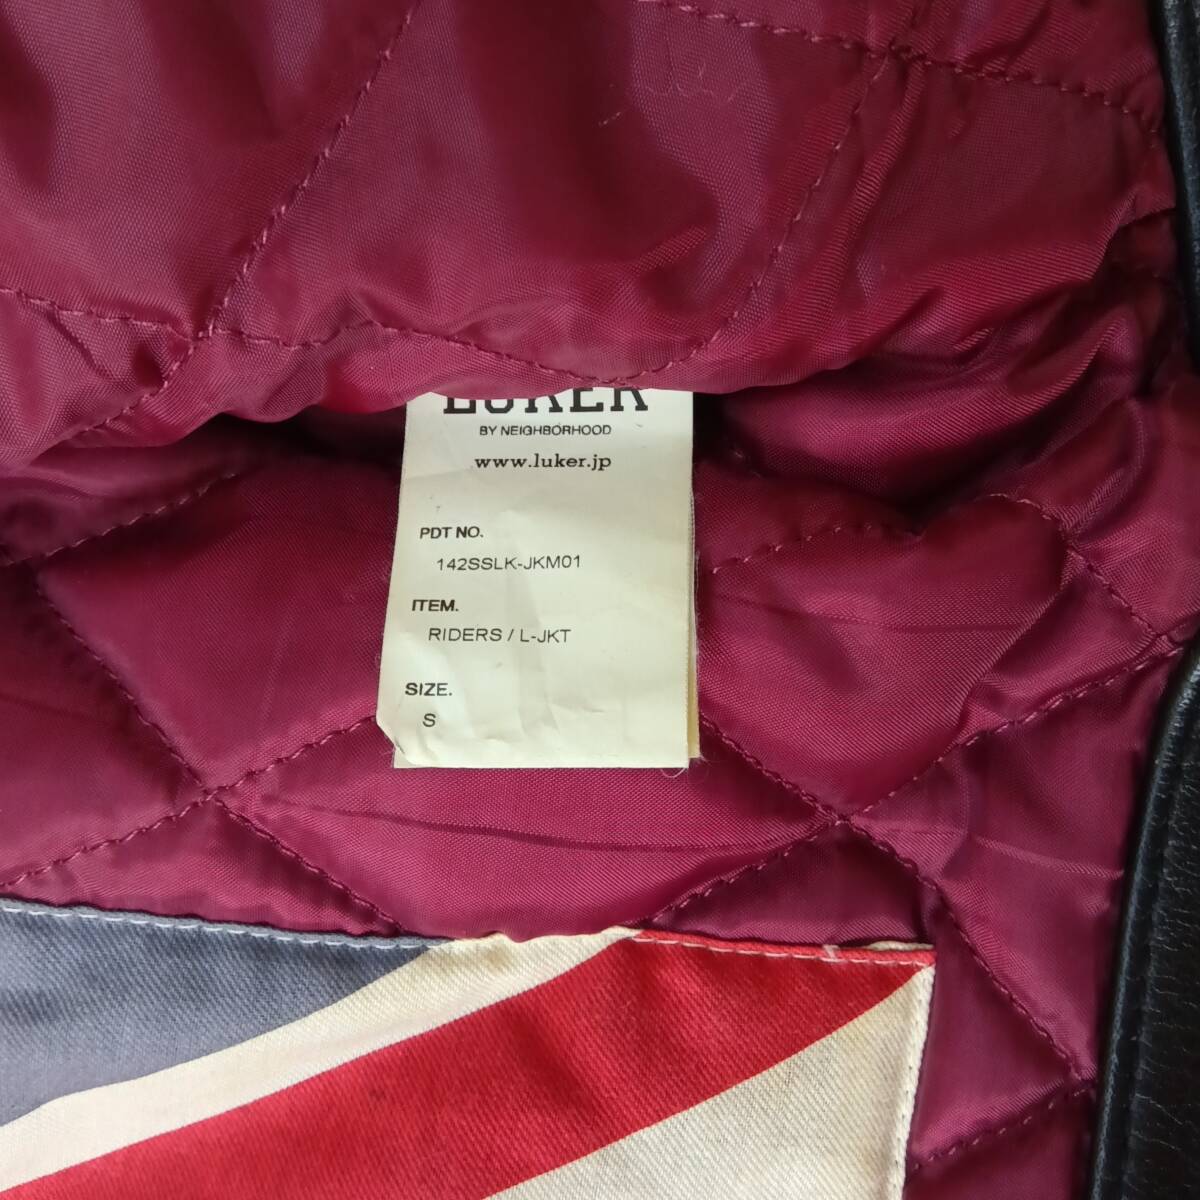 LUKER
BY NEIGHBORHOOD
www.luker.jp
PDT NO.
142SSLK-JKM01
ITEM.
RIDERS / L-JKT
SIZE.
S